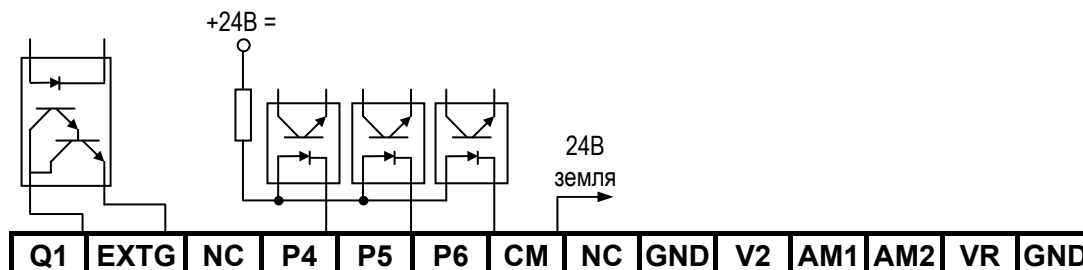 +24В =
24В
земля
Q1 EXTG NC P4 P5 P6 CM NC GND V2 AM1 AM2 VR GND